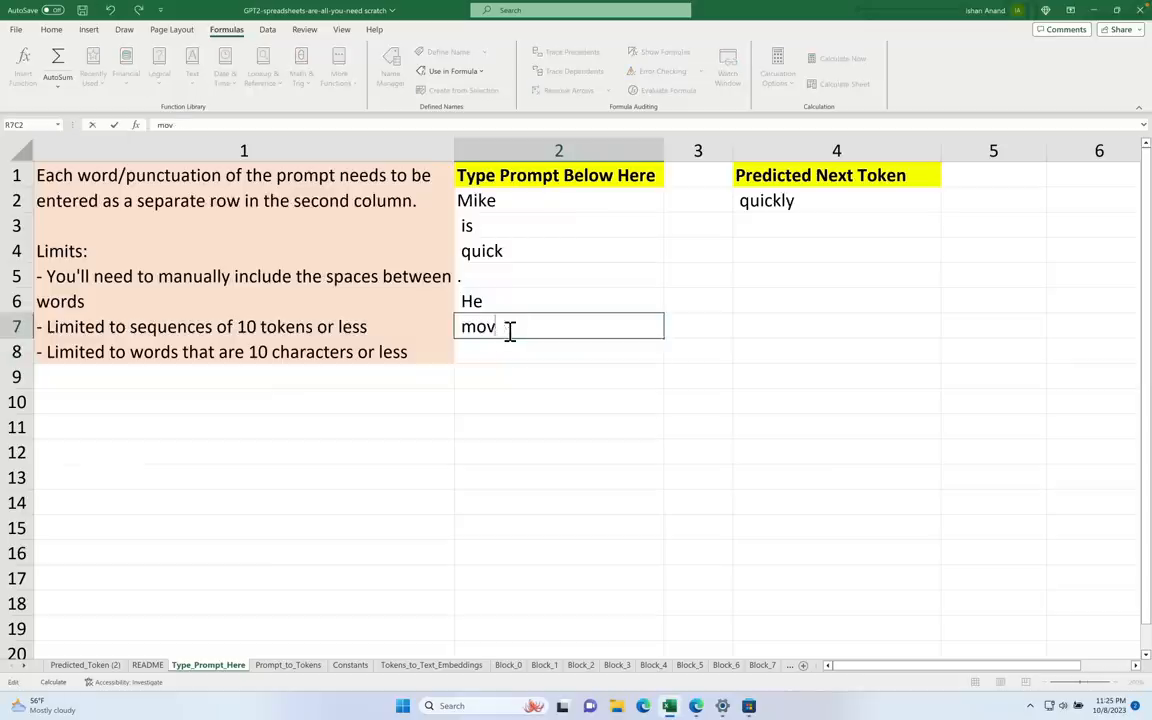 AutoSave Off
GPT2-spreadsheets-are-all-you-need scratch
Search
Ishan Anand IA
File Home Insert Draw Page Layout Formulas Data Review View Help
Comments Share
Insert Function
AutoSum
Recently Used
Financial
Logical
Text
Date & Time
Lookup & Reference
Math & Trig
More Functions
Name Manager
Define Name
Use in Formula
Create from Selection
Trace Precedents
Trace Dependents
Remove Arrows
Show Formulas
Error Checking
Evaluate Formula
Watch Window
Calculation Options
Calculate Now
Calculate Sheet
Function Library Defined Names Formula Auditing Calculation
R7C2 fx mov
1 2 3 4 5 6
1 Each word/punctuation of the prompt needs to be Type Prompt Below Here Predicted Next Token
2 entered as a separate row in the second column. Mike quickly
3 is
4 Limits: quick
5 - You'll need to manually include the spaces between .
6 words He
7 - Limited to sequences of 10 tokens or less mov
8 - Limited to words that are 10 characters or less
9
10
11
12
13
14
15
16
17
18
19
20
Predicted_Token (2) README Type_Prompt_Here Prompt_to_Tokens Constants Tokens_to_Text_Embeddings Block_0 Block_1 Block_2 Block_3 Block_4 Block_5 Block_6 Block_7 ...
Edit Calculate Accessibility: Investigate
56°F
Mostly cloudy
Search
11:25 PM
10/8/2023